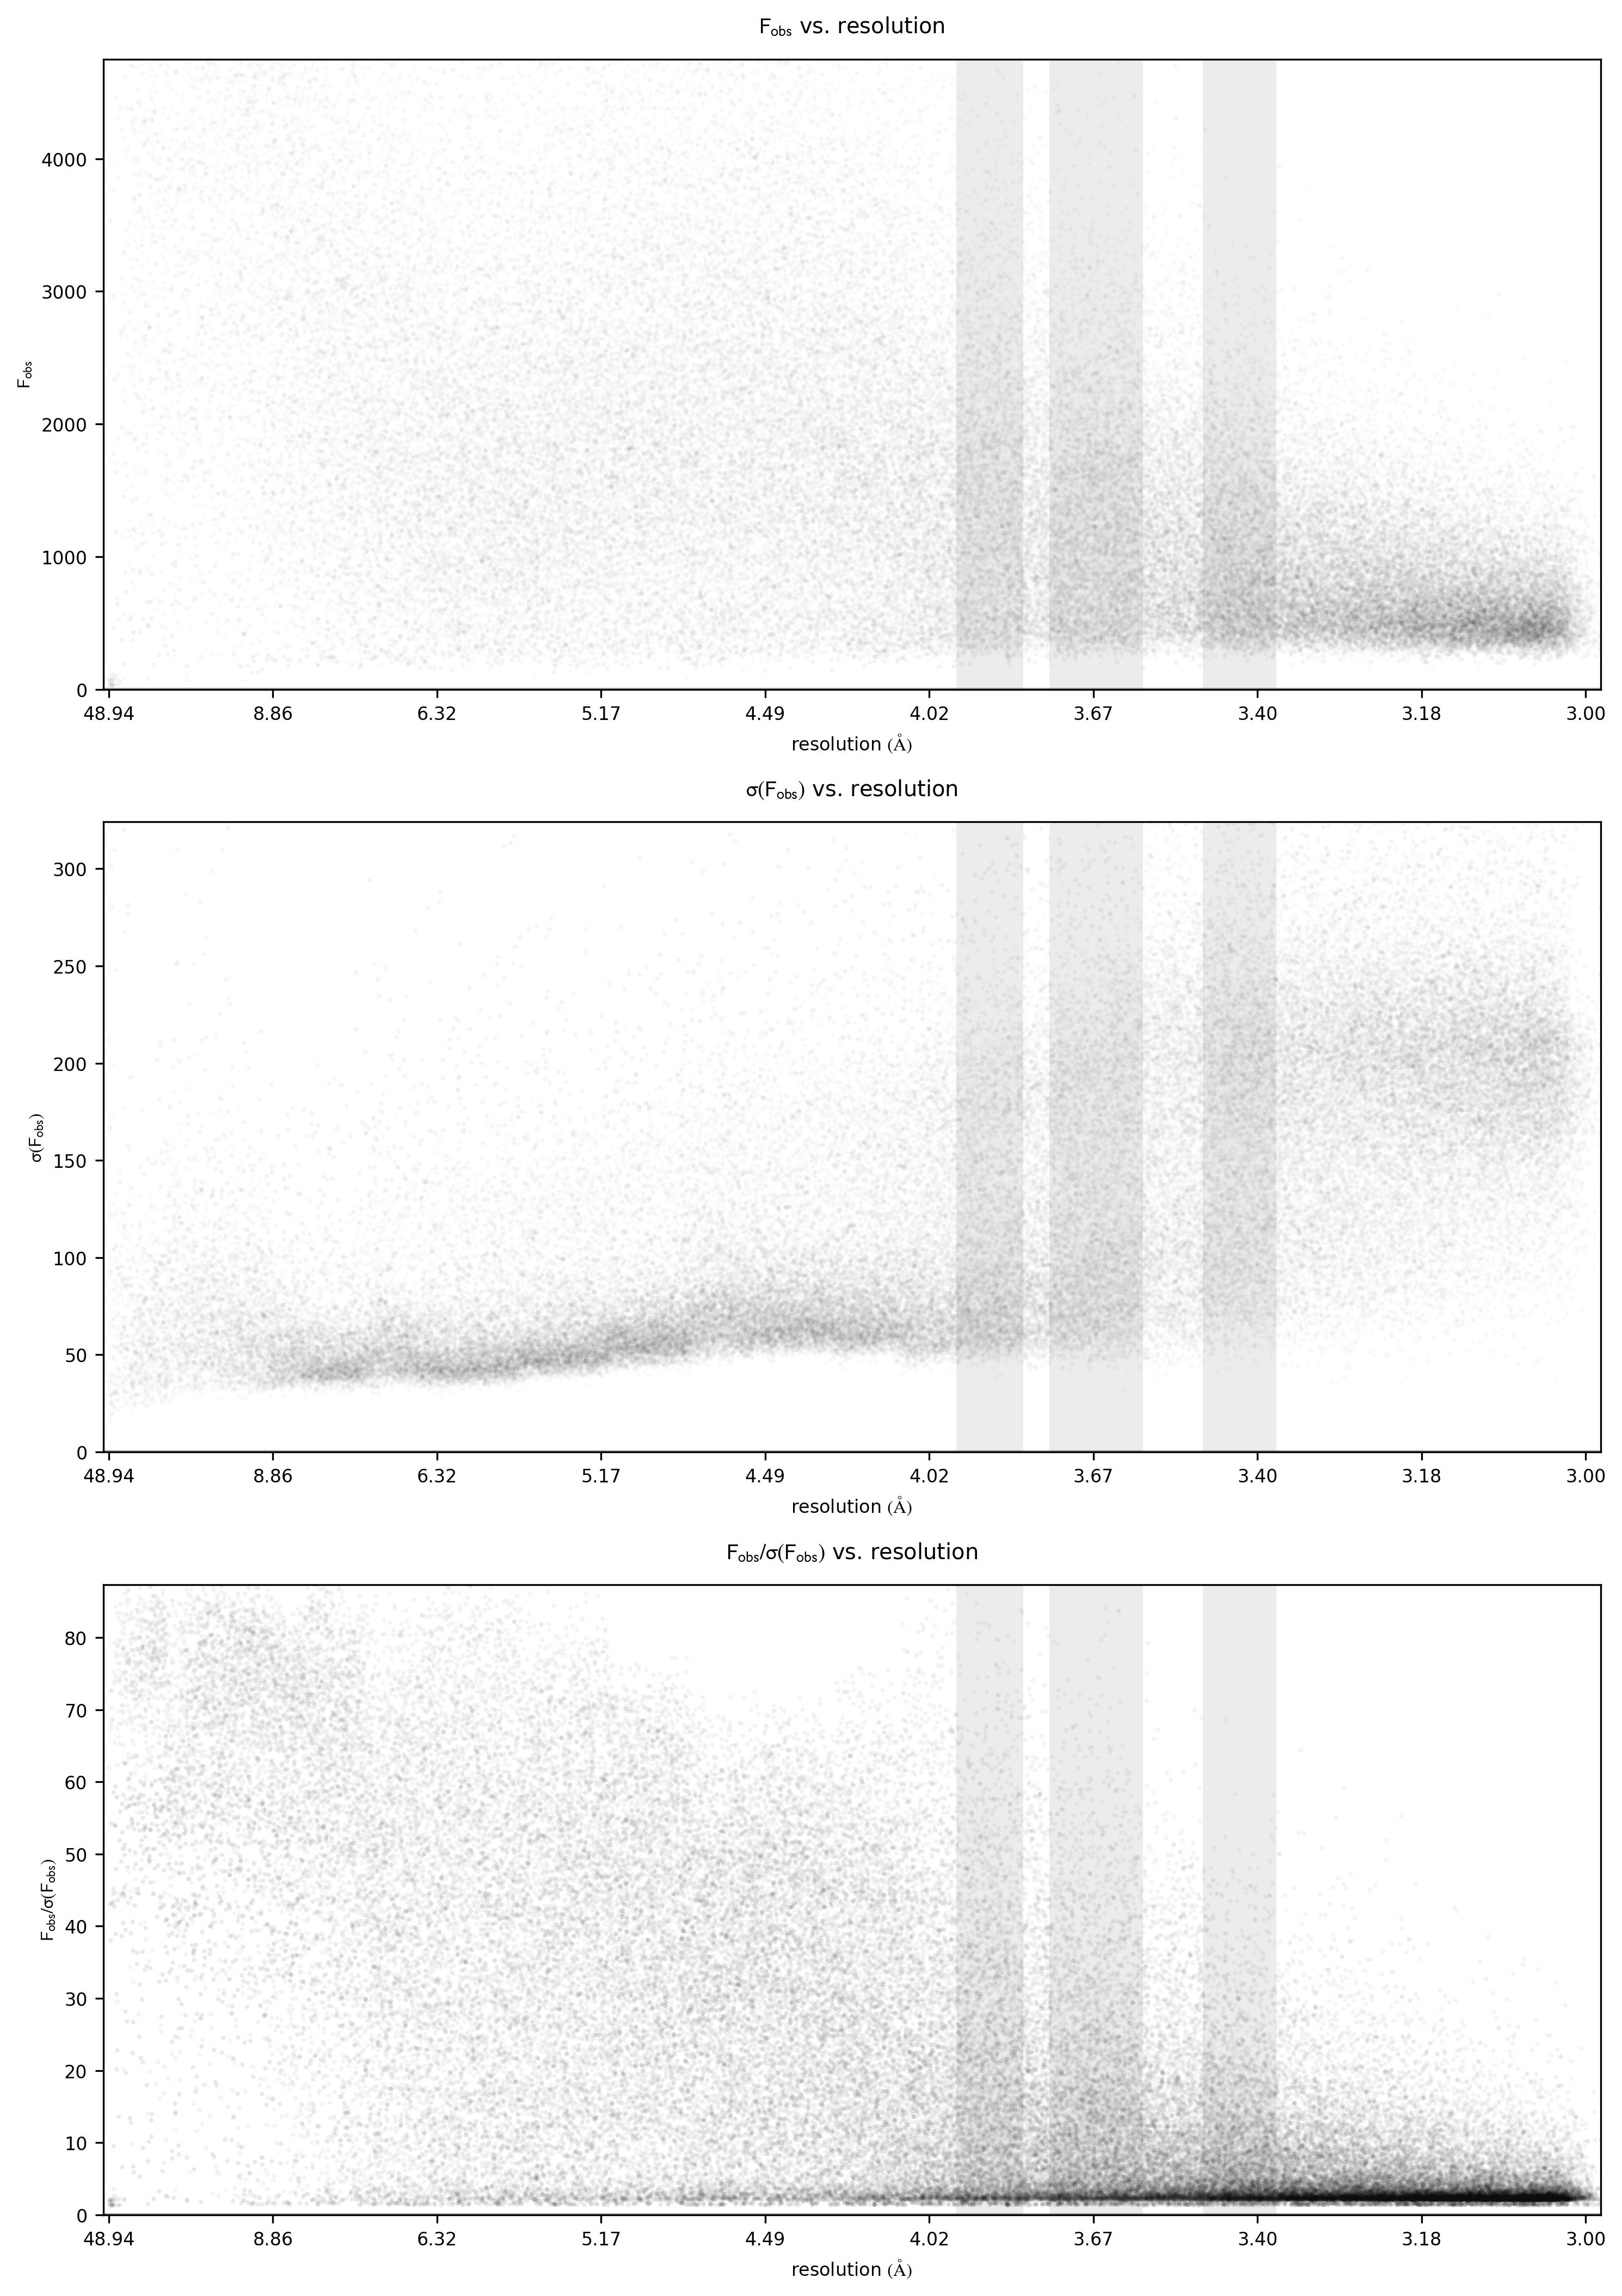 Fobs vs. resolution
4000
3000
2000
1000
0
Fobs
48.94 8.86 6.32 5.17 4.49 4.02 3.67 3.40 3.18 3.00
resolution (Å)
σ(Fobs) vs. resolution
300
250
200
150
100
50
0
σ(Fobs)
48.94 8.86 6.32 5.17 4.49 4.02 3.67 3.40 3.18 3.00
resolution (Å)
Fobs/σ(Fobs) vs. resolution
80
70
60
50
40
30
20
10
0
Fobs/σ(Fobs)
48.94 8.86 6.32 5.17 4.49 4.02 3.67 3.40 3.18 3.00
resolution (Å)